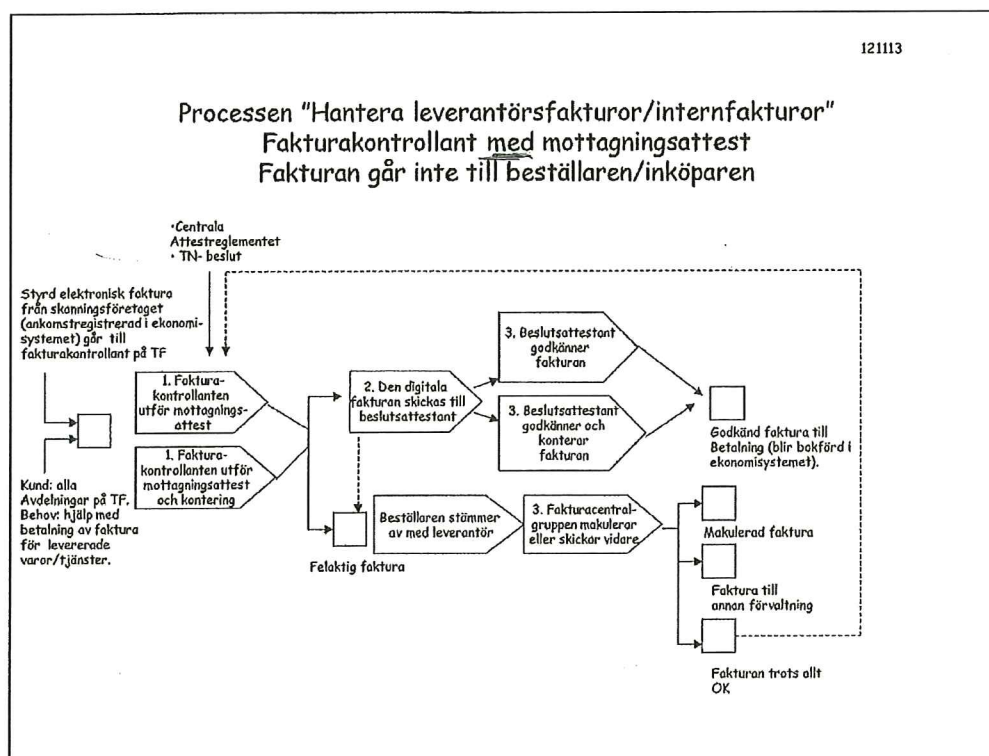 121113
Processen "Hantera leverantörsfakturor/internfakturor"
Fakturakontrollant med mottagningsattest
Fakturan går inte till beställaren/inköparen
•Centrala
Attestreglementet
• TN- beslut
Styrd elektronisk faktura
från skanningsföretaget
(ankomstregistrerad i ekonomi-
systemet) går till
fakturakontrollant på TF
1. Faktura-
kontrollanten
utför mottagnings-
attest
1. Faktura-
kontrollanten utför
mottagningsattest
och kontering
Kund: alla
Avdelningar på TF.
Behov: hjälp med
betalning av faktura
för levererade
varor/tjänster.
2. Den digitala
fakturan skickas till
beslutsattestant
3. Beslutsattestant
godkänner
fakturan
3. Beslutsattestant
godkänner och
konterar
fakturan
Godkänd faktura till
Betalning (blir bokförd i
ekonomisystemet).
Felaktig faktura
Beställaren stämmer
av med leverantör
3. Fakturacentral-
gruppen makulerar
eller skickar vidare
Makulerad faktura
Faktura till
annan förvaltning
Fakturan trots allt
OK